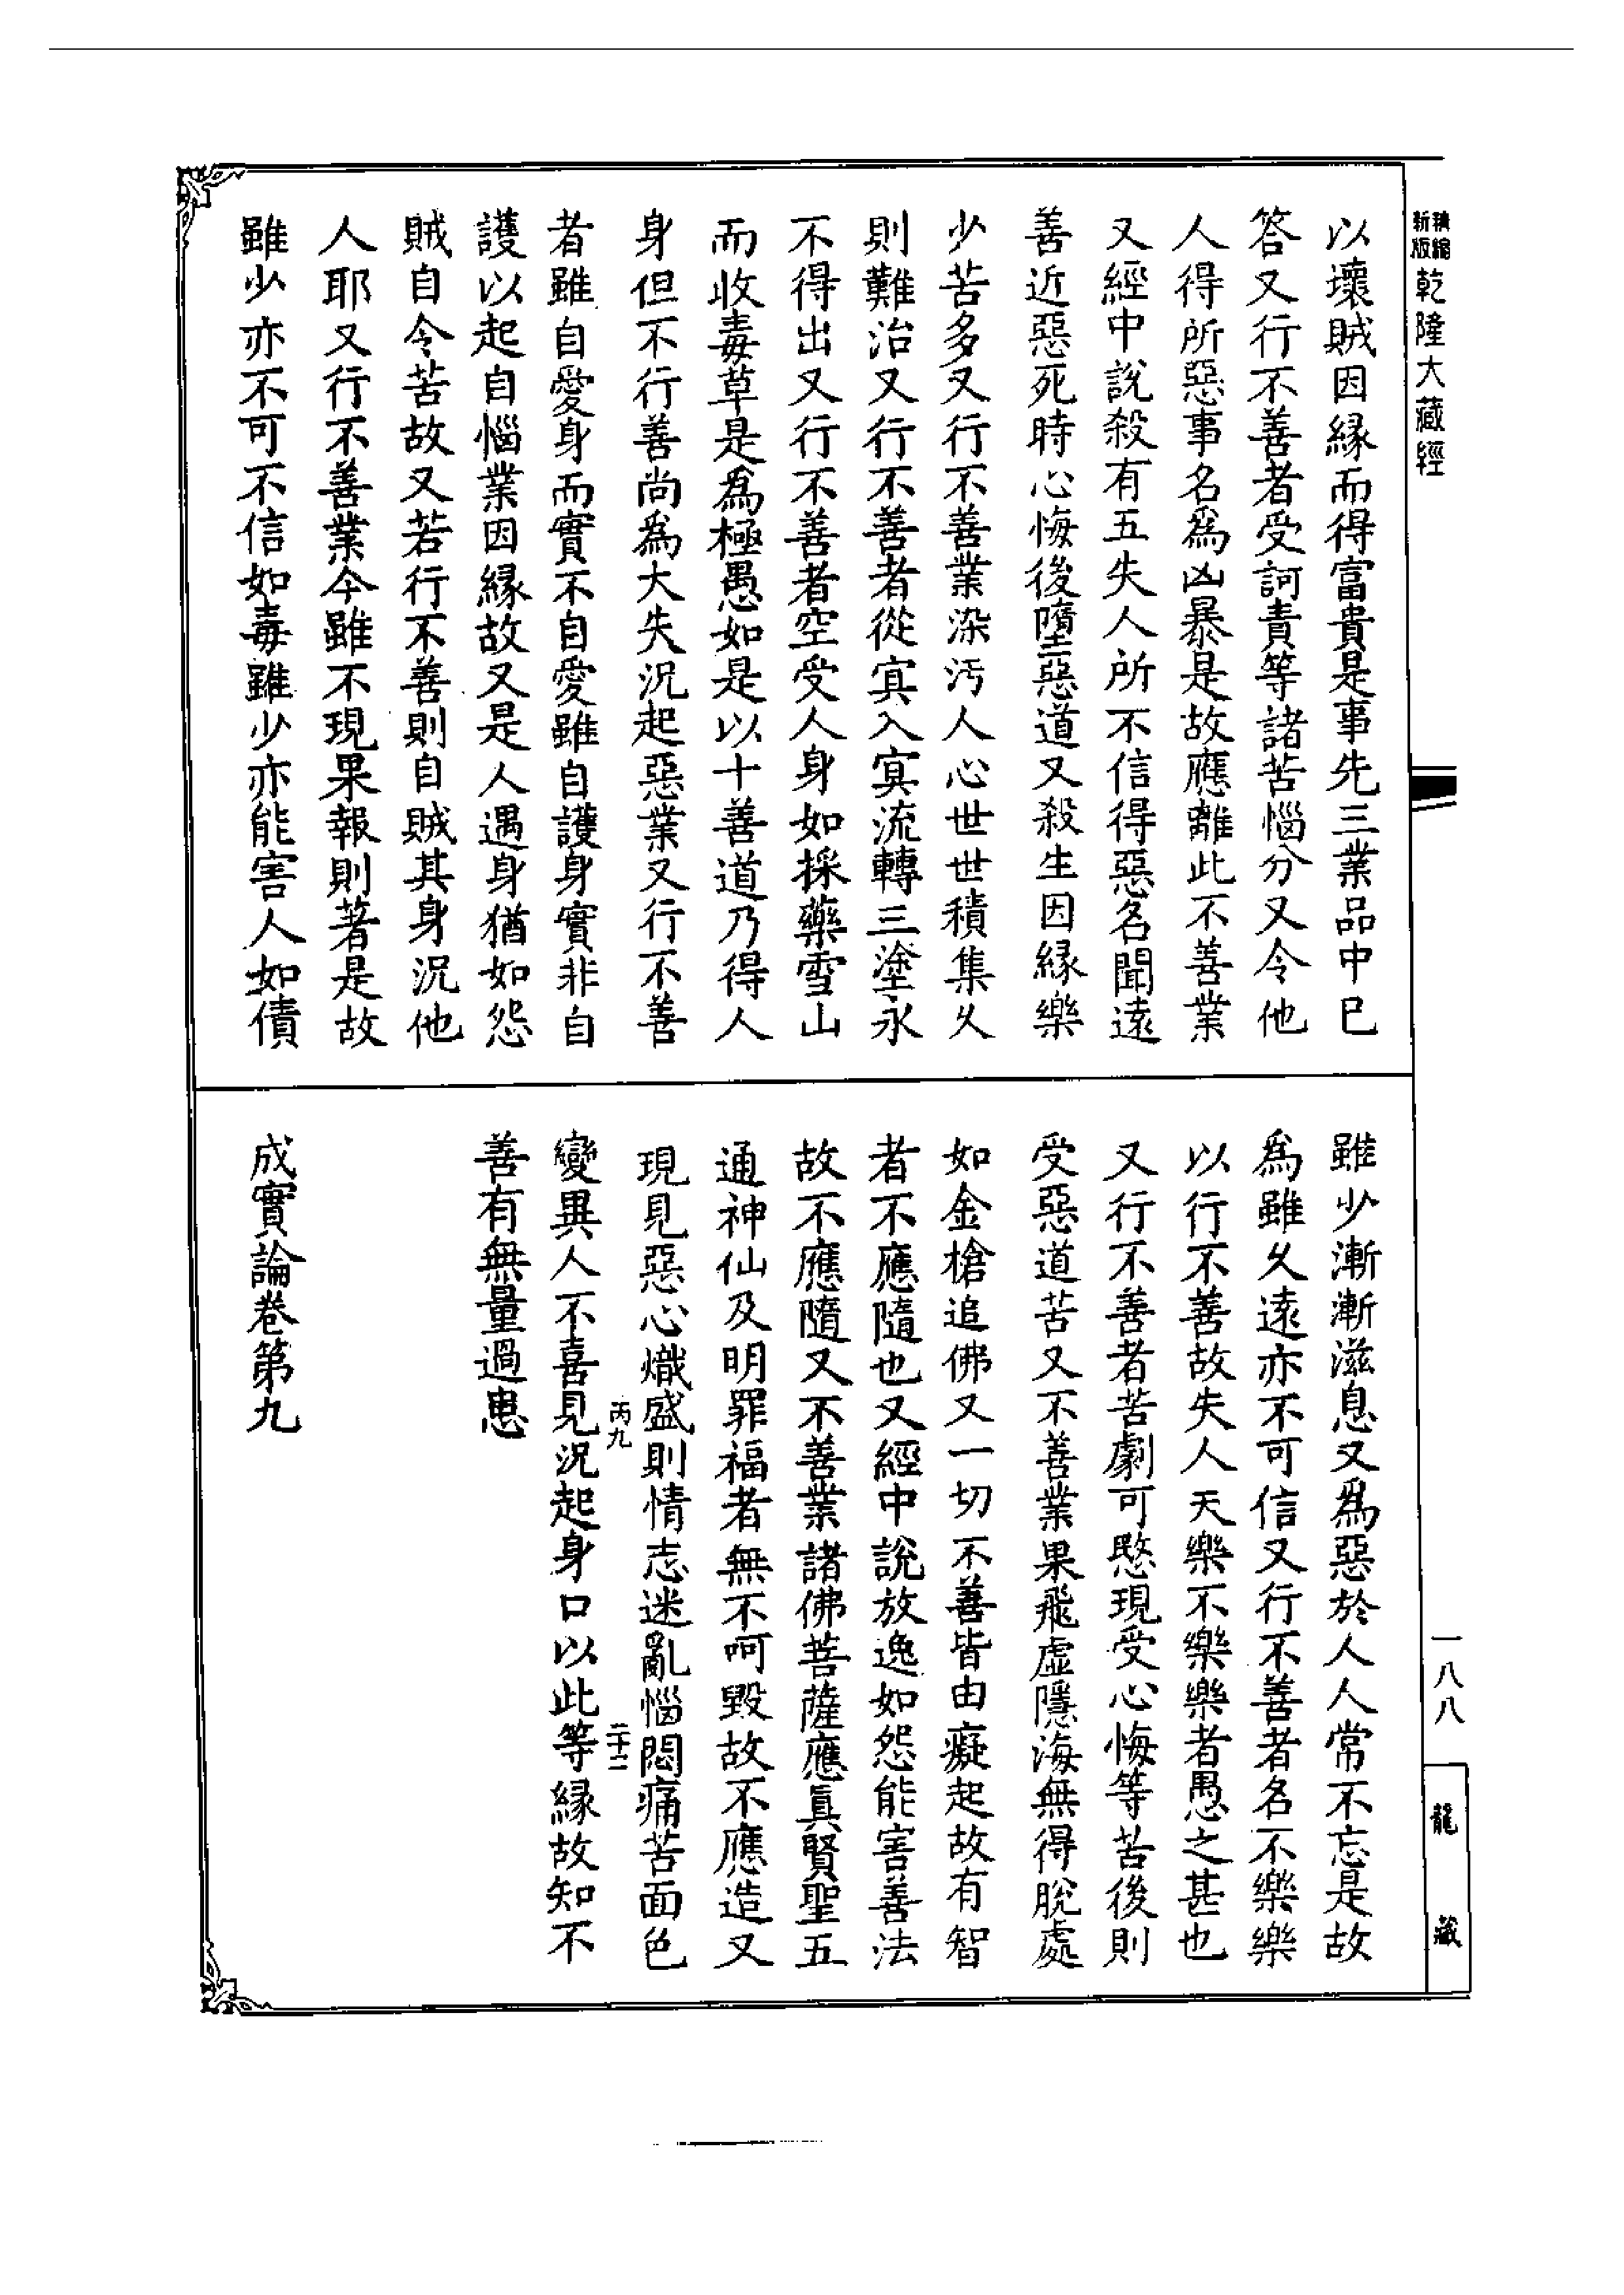 新版精縮乾隆大藏經
以壞賊因緣而得富貴是事先三業品中已
答又行不善者受訶責等諸苦惱分又令他
人得所惡事名爲凶暴是故應離此不善業
又經中說殺有五失人所不信得惡名聞遠
善近惡死時心悔後墮惡道又殺生因緣樂
少苦多又行不善業染汚人心世世積集久
則難治又行不善者從寘入寘流轉三塗永
不得出又行不善者空受人身如採藥雪山
而收毒草是爲極愚如是以十善道乃得人
身但不行善尚爲大失況起惡業又行不善
者雖自愛身而實不自愛雖自護身實非自
護以起自惱業因緣故又是人遇身猶如怨
賊自令苦故又若行不善則自賊其身況他
人耶又行不善業今雖不現果報則著是故
雖少亦不可不信如毒雖少亦能害人如債
雖少漸漸滋息又爲惡於人人常不忘是故
爲雖久遠亦不可信又行不善者名不樂樂
以行不善故失人天樂不樂樂者愚之甚也
又行不善者苦劇可愍現受心悔等苦後則
受惡道苦又不善業果飛虛隱海無得脫處
如金槍追佛又一切不善皆由癡起故有智
者不應隨也又經中說放逸如怨能害善法
故不應隨又不善業諸佛菩薩應眞賢聖五
通神仙及明罪福者無不呵毀故不應造又
現見惡心熾盛則情志迷亂惱悶痛苦面色
丙九 二十二
變異人不喜見況起身口以此等緣故知不
善有無量過患
成實論卷第九
一八八
龍藏